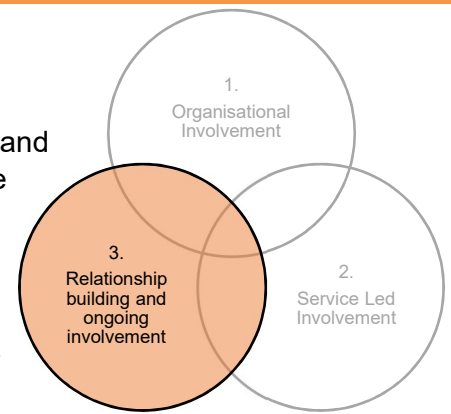 1.
Organisational
Involvement
and
3.
Relationship
building and
ongoing
involvement
2.
Service Led
Involvement